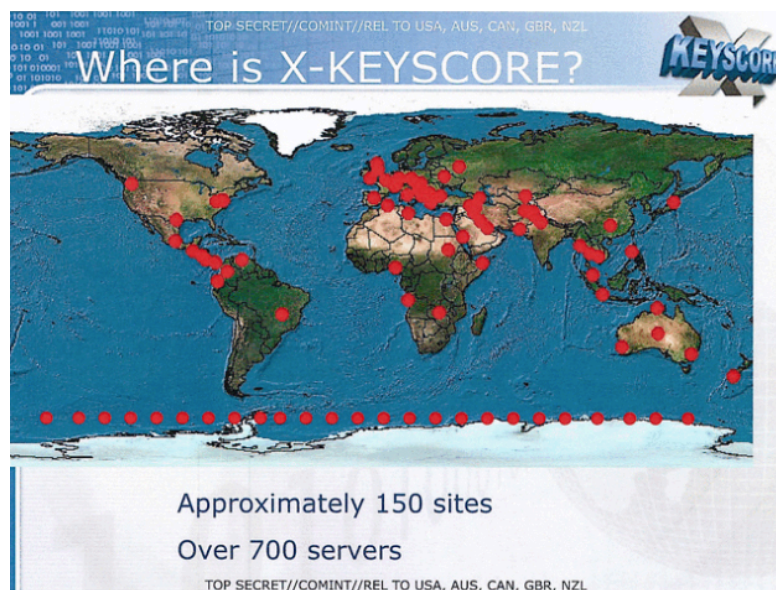 TOP SECRET//COMINT//REL TO USA, AUS, CAN, GBR, NZL
Where is X-KEYSCORE?
KEYSCORE
Approximately 150 sites
Over 700 servers
TOP SECRET//COMINT//REL TO USA, AUS, CAN, GBR, NZL